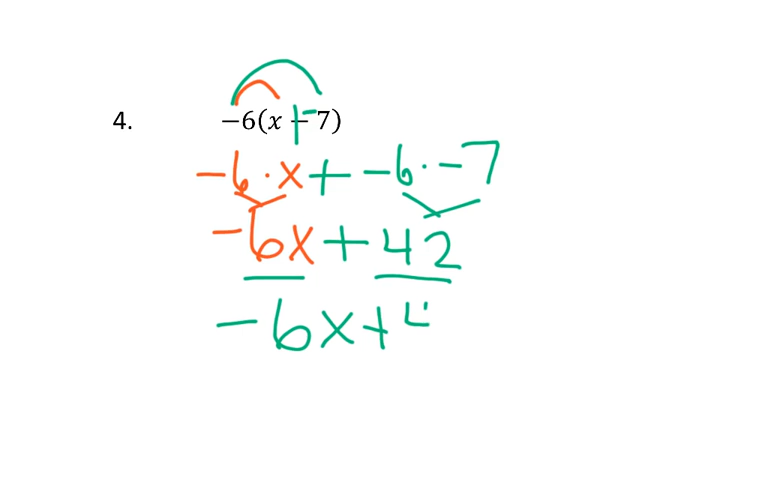 4. −6(x + −7)
-6 · x + -6 · -7
-6x + 42
-6x +